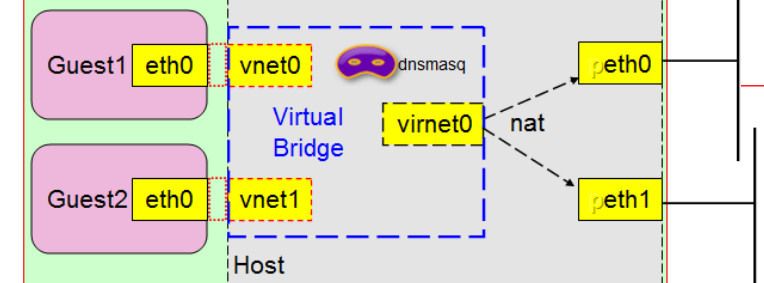 Guest1
eth0
vnet0
dnsmasq
peth0
Virtual
Bridge
virnet0
nat
Guest2
eth0
vnet1
peth1
Host